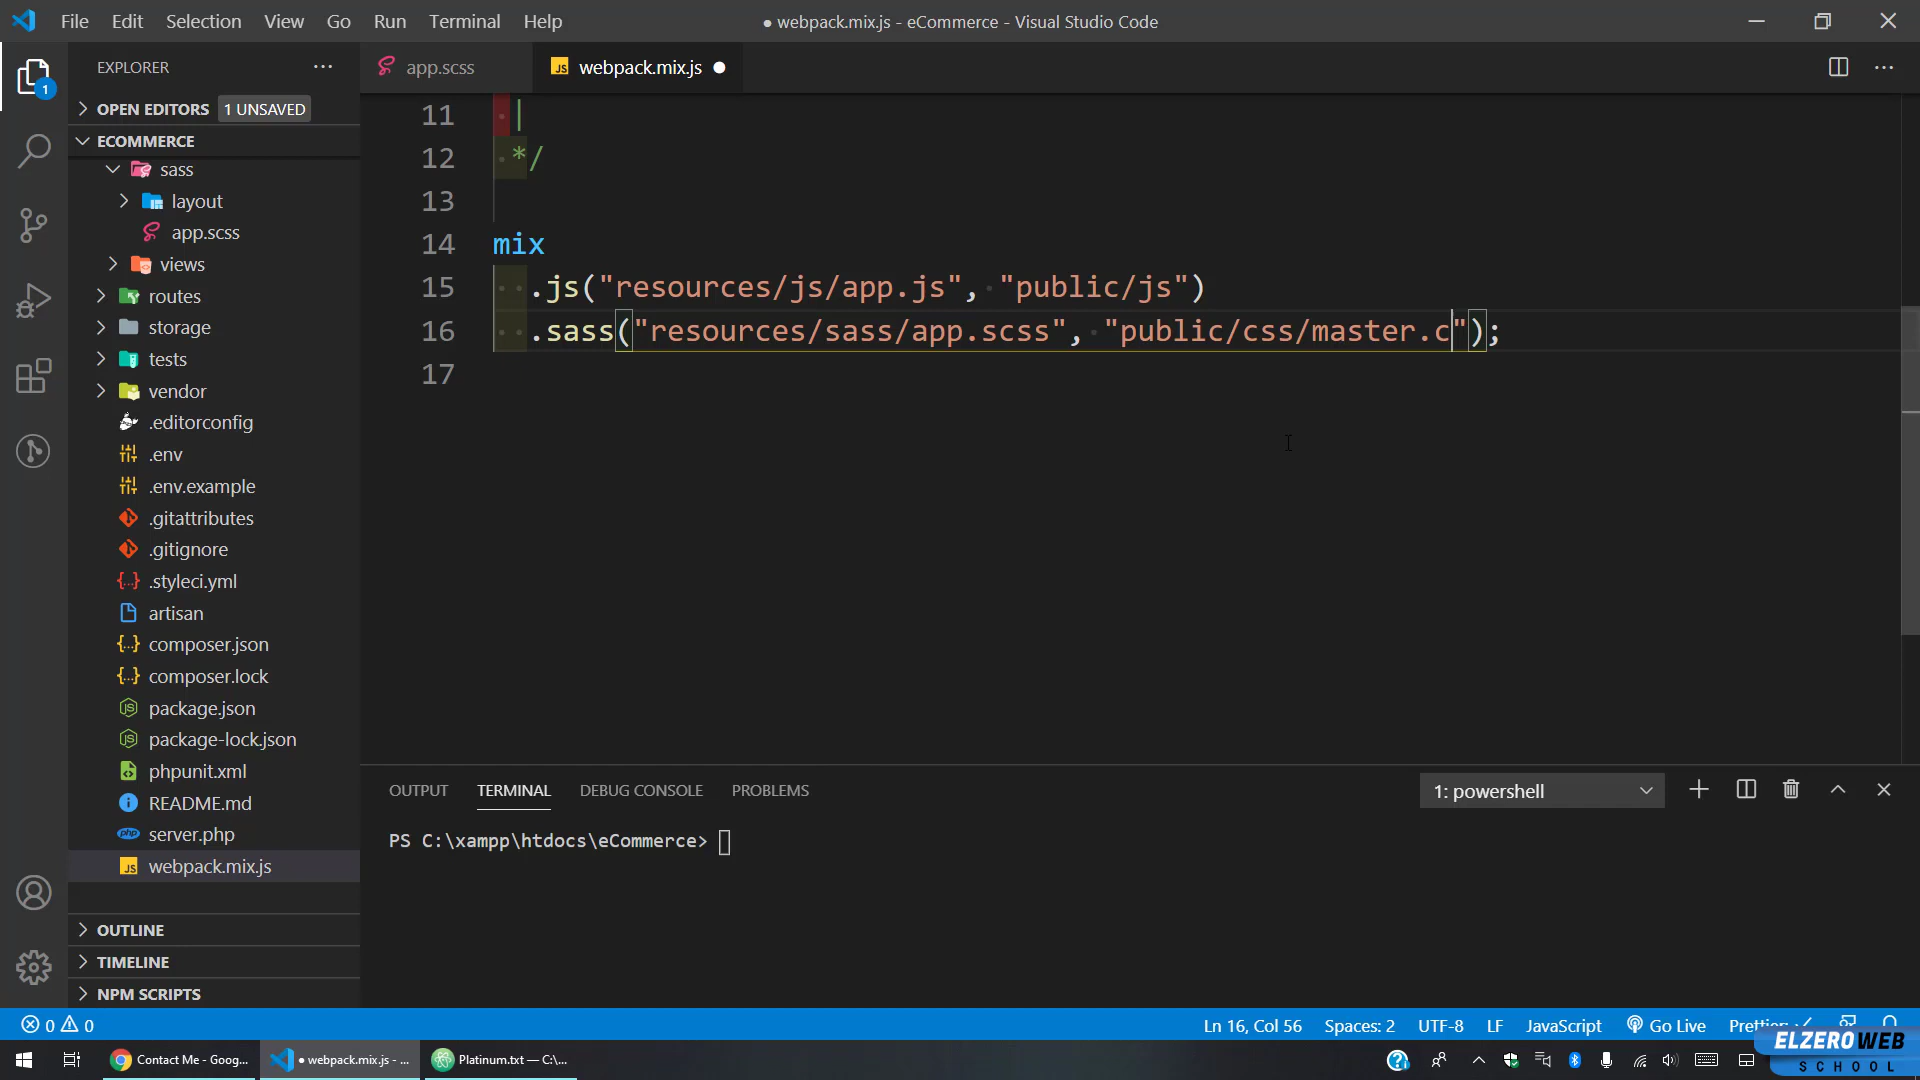 File Edit Selection View Go Run Terminal Help
● webpack.mix.js - eCommerce - Visual Studio Code
EXPLORER
app.scss
webpack.mix.js
OPEN EDITORS 1 UNSAVED
ECOMMERCE
sass
layout
app.scss
views
routes
storage
tests
vendor
.editorconfig
.env
.env.example
.gitattributes
.gitignore
.styleci.yml
artisan
composer.json
composer.lock
package.json
package-lock.json
phpunit.xml
README.md
server.php
webpack.mix.js
OUTLINE
TIMELINE
NPM SCRIPTS
11 |
12 */
13
14 mix
15 .js("resources/js/app.js", "public/js")
16 .sass("resources/sass/app.scss", "public/css/master.c");
17
OUTPUT TERMINAL DEBUG CONSOLE PROBLEMS
1: powershell
PS C:\xampp\htdocs\eCommerce>
0 0
Ln 16, Col 56 Spaces: 2 UTF-8 LF JavaScript Go Live
Contact Me - Goog...
● webpack.mix.js - ...
Platinum.txt — C:\...
ELZEROWEB
SCHOOL